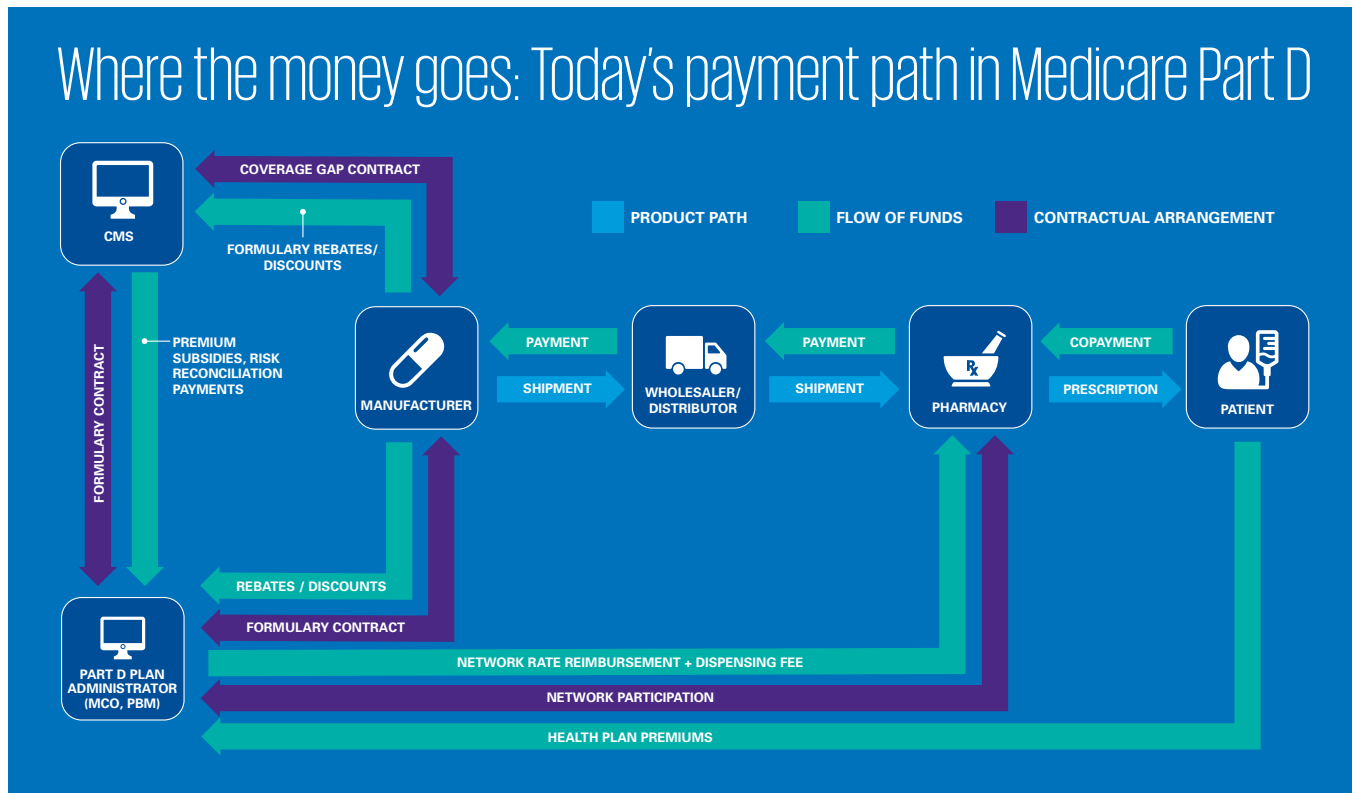 Where the money goes: Today's payment path in Medicare Part D
CMS
COVERAGE GAP CONTRACT
FORMULARY REBATES/
DISCOUNTS
PRODUCT PATH
FLOW OF FUNDS
CONTRACTUAL ARRANGEMENT
FORMULARY CONTRACT
PREMIUM
SUBSIDIES, RISK
RECONCILIATION
PAYMENTS
MANUFACTURER
PAYMENT
SHIPMENT
WHOLESALER/
DISTRIBUTOR
PAYMENT
SHIPMENT
Rx
PHARMACY
COPAYMENT
PRESCRIPTION
PATIENT
REBATES / DISCOUNTS
FORMULARY CONTRACT
PART D PLAN
ADMINISTRATOR
(MCO, PBM)
NETWORK RATE REIMBURSEMENT + DISPENSING FEE
NETWORK PARTICIPATION
HEALTH PLAN PREMIUMS